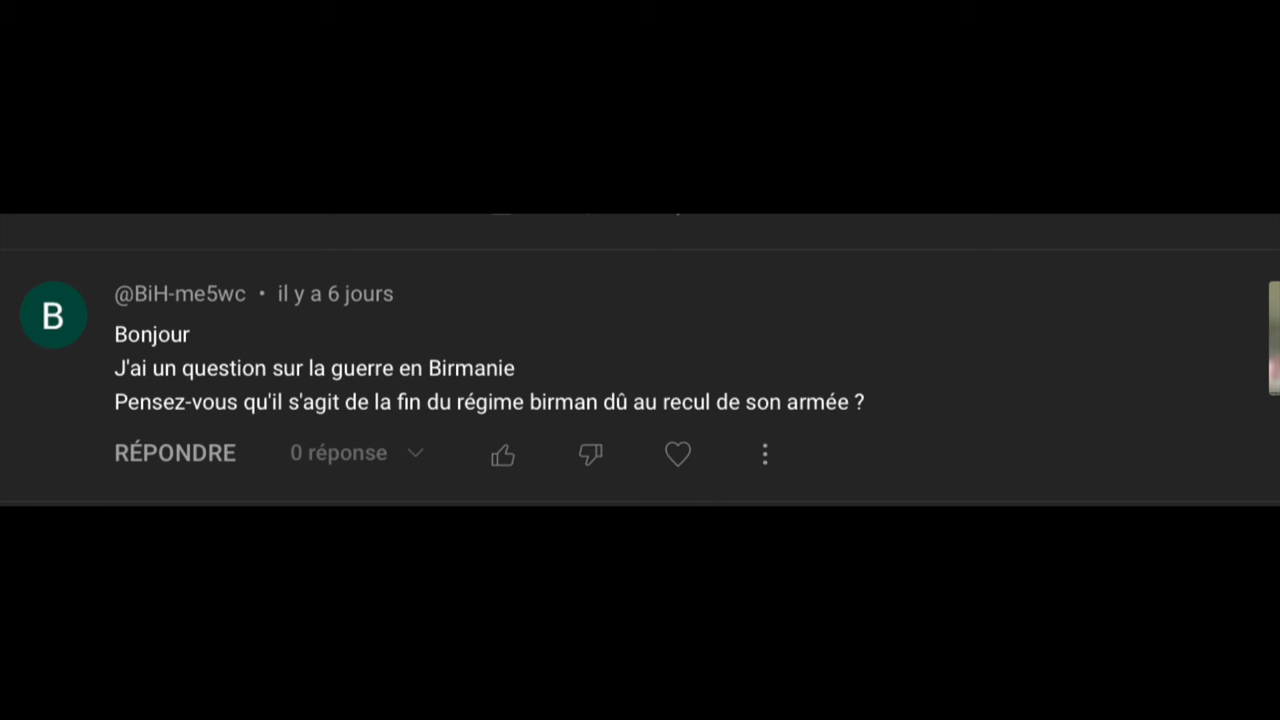 B
@BiH-me5wc • il y a 6 jours
Bonjour
J'ai un question sur la guerre en Birmanie
Pensez-vous qu'il s'agit de la fin du régime birman dû au recul de son armée ?
RÉPONDRE 0 réponse